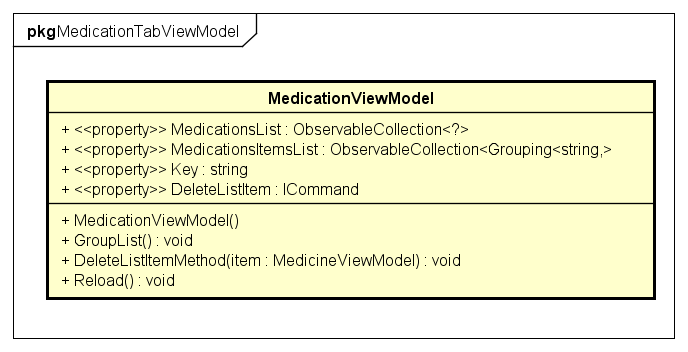 pkg MedicationTabViewModel
MedicationViewModel
+ <<property>> MedicationsList : ObservableCollection<?>
+ <<property>> MedicationsItemsList : ObservableCollection<Grouping<string,>
+ <<property>> Key : string
+ <<property>> DeleteListItem : ICommand
+ MedicationViewModel()
+ GroupList() : void
+ DeleteListItemMethod(item : MedicineViewModel) : void
+ Reload() : void